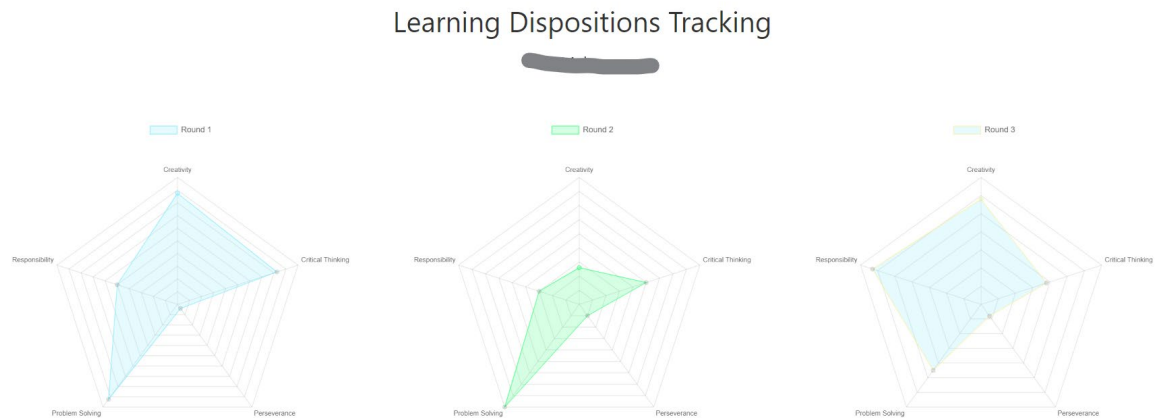 Learning Dispositions Tracking
Round 1
Creativity
Responsibility
Critical Thinking
Problem Solving
Perseverance
Round 2
Creativity
Responsibility
Critical Thinking
Problem Solving
Perseverance
Round 3
Creativity
Responsibility
Critical Thinking
Problem Solving
Perseverance